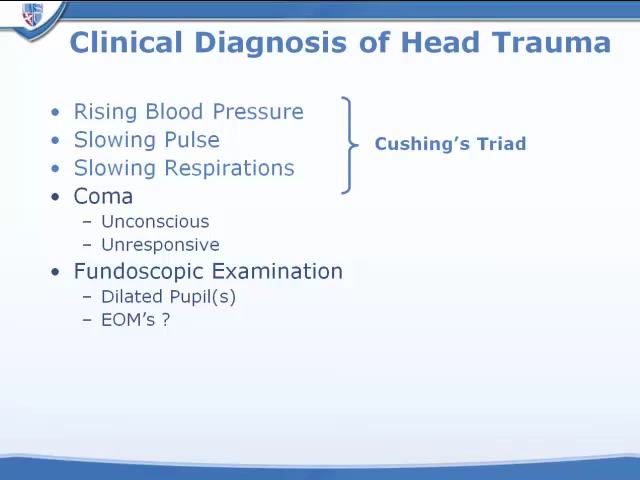 Clinical Diagnosis of Head Trauma
• Rising Blood Pressure
• Slowing Pulse
• Slowing Respirations
Cushing's Triad
• Coma
– Unconscious
– Unresponsive
• Fundoscopic Examination
– Dilated Pupil(s)
– EOM's ?